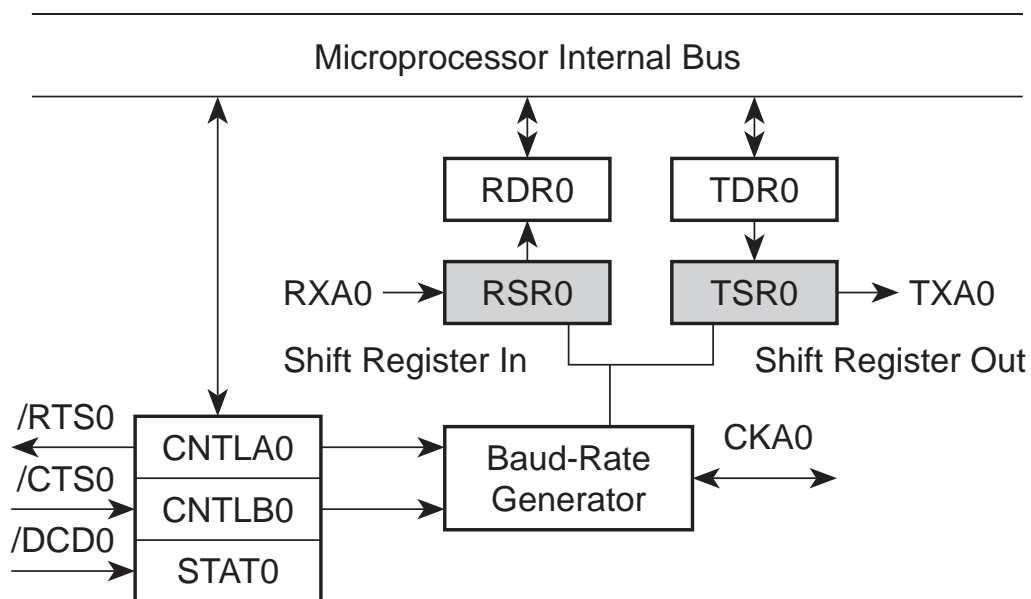 Microprocessor Internal Bus
RDR0
TDR0
RXA0
RSR0
TSR0
TXA0
Shift Register In
Shift Register Out
/RTS0
CNTLA0
Baud-Rate
Generator
CKA0
/CTS0
CNTLB0
/DCD0
STAT0